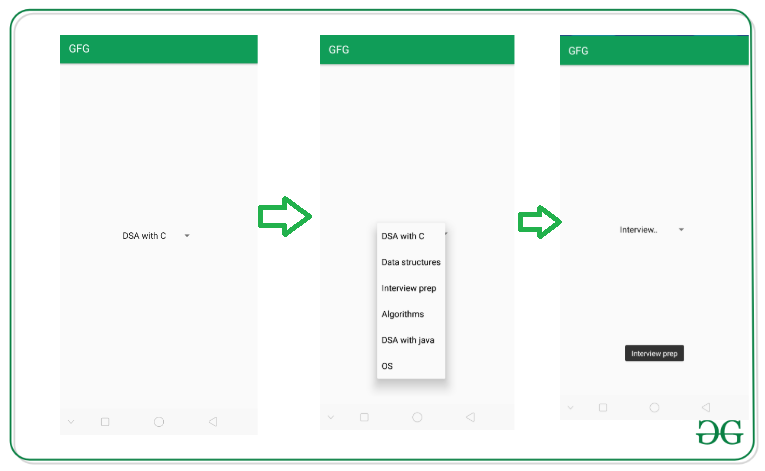 GFG
DSA with C
GFG
DSA with C
Data structures
Interview prep
Algorithms
DSA with java
OS
GFG
Interview..
Interview prep